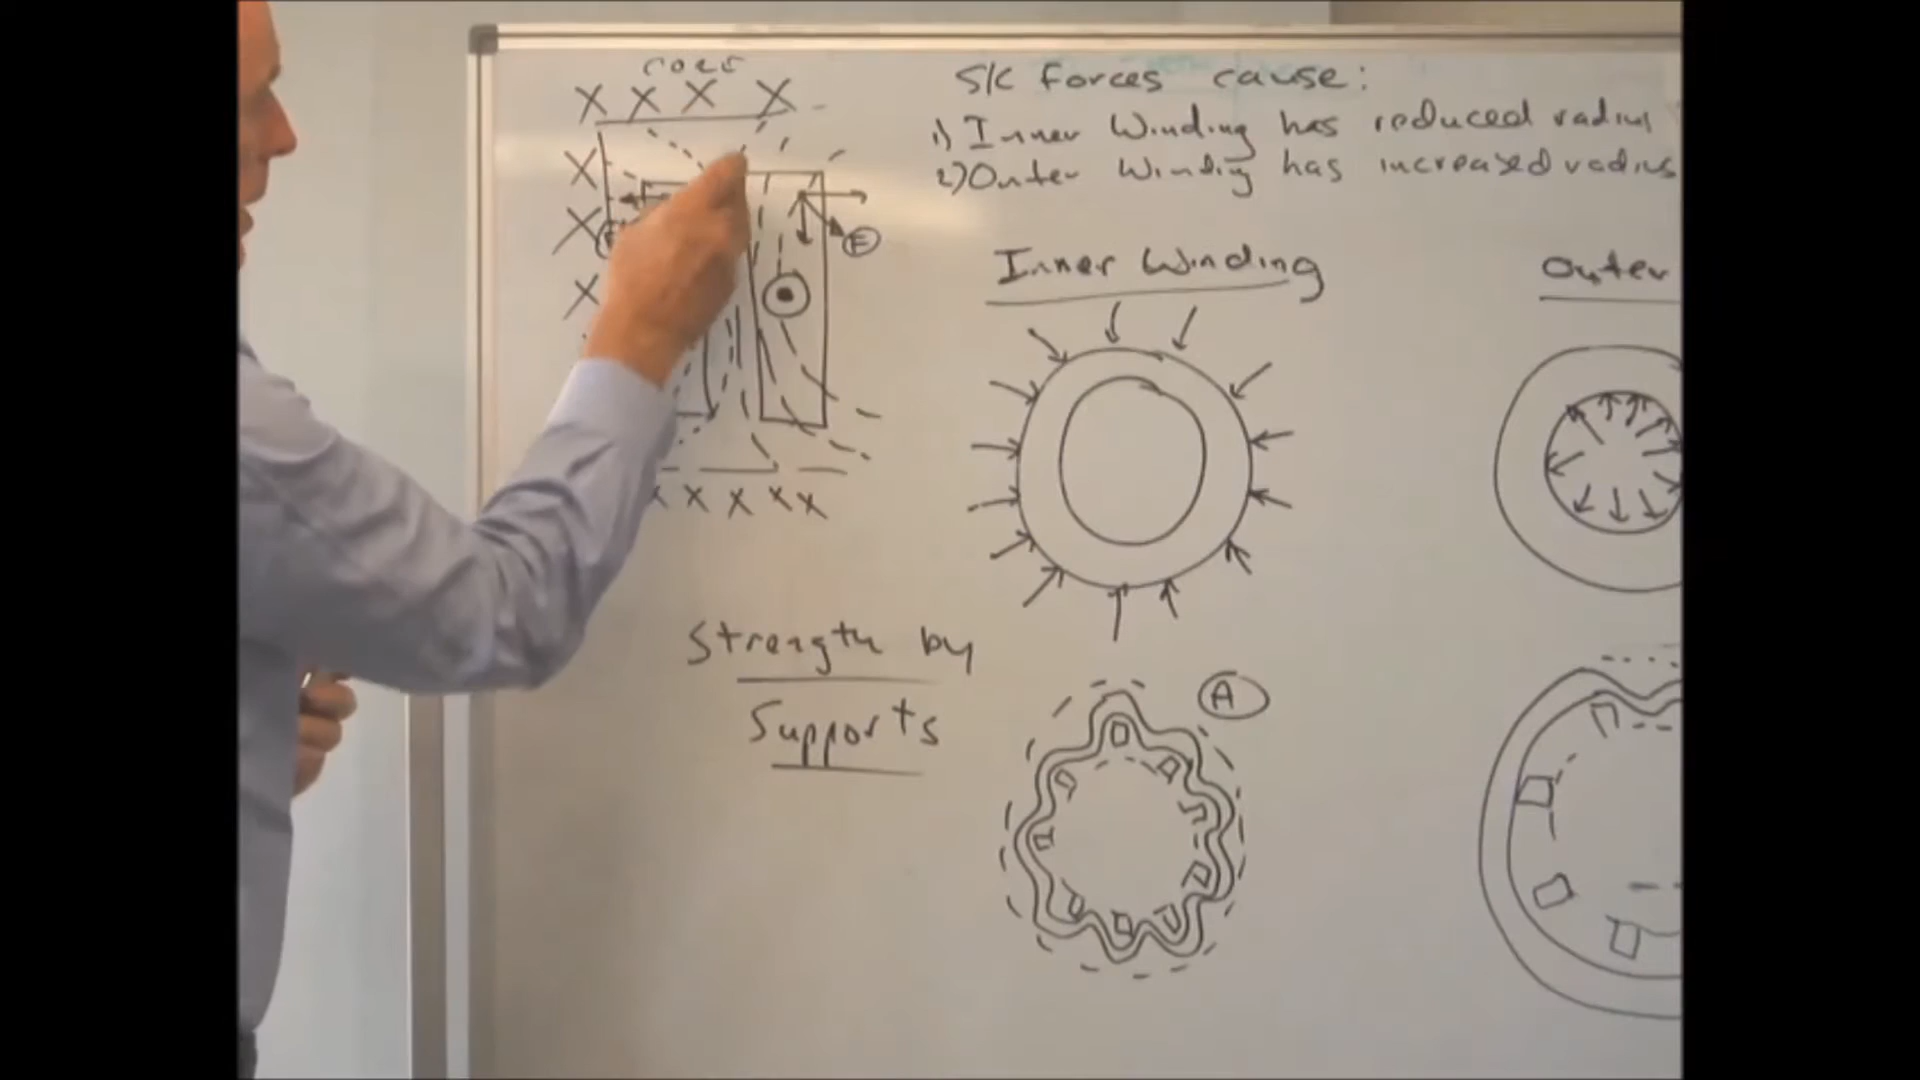 core
X X X X
X
X
X
F
X X X X X
S/C forces cause:
1) Inner Winding has reduced radius
2) Outer Winding has increased radius
Inner Winding
Outer
Strength by
Supports
A